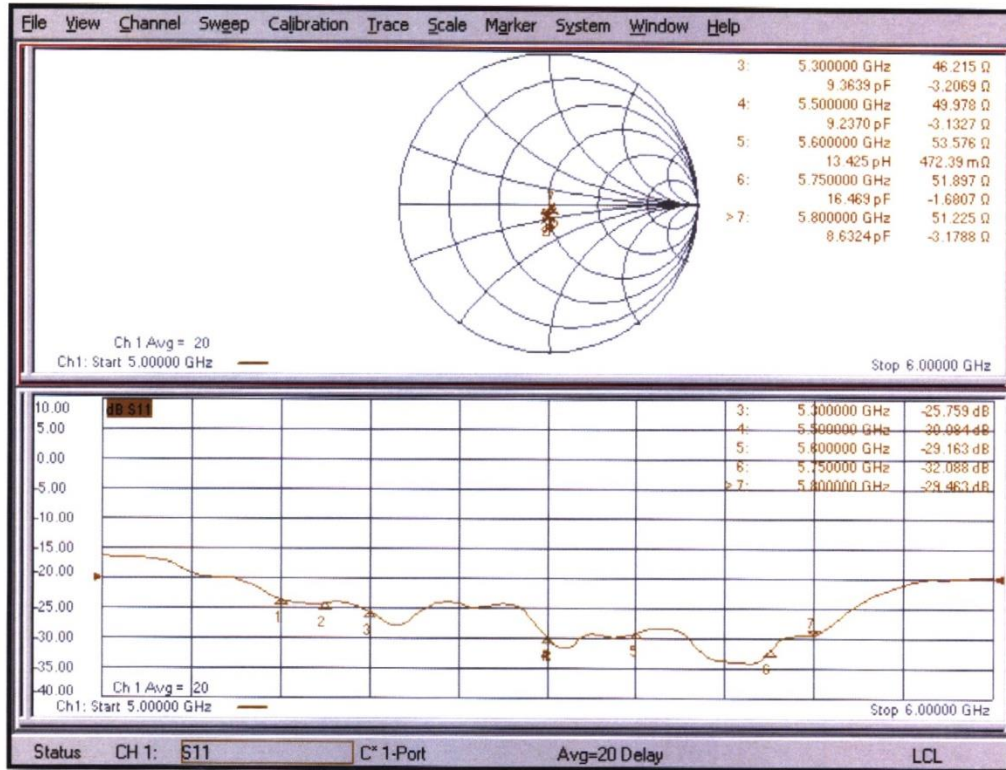 File View Channel Sweep Calibration Trace Scale Marker System Window Help
3: 5.300000 GHz 46.215 Ω
9.3639 pF -3.2069 Ω
4: 5.500000 GHz 49.978 Ω
9.2370 pF -3.1327 Ω
5: 5.600000 GHz 53.576 Ω
13.425 pH 472.39 mΩ
6: 5.750000 GHz 51.897 Ω
16.469 pF -1.6807 Ω
>7: 5.800000 GHz 51.225 Ω
8.6324 pF -3.1788 Ω
Ch 1 Avg = 20
Ch1: Start 5.00000 GHz
Stop 6.00000 GHz
10.00
dB S11
3: 5.300000 GHz -25.759 dB
5.00
4: 5.500000 GHz -30.084 dB
5: 5.600000 GHz -29.163 dB
0.00
6: 5.750000 GHz -32.088 dB
-5.00
>7: 5.800000 GHz -29.463 dB
-10.00
-15.00
-20.00
-25.00
1 2 3
7
-30.00
5
6
-35.00
-40.00
Ch 1 Avg = 20
Ch1: Start 5.00000 GHz
Stop 6.00000 GHz
Status CH 1: S11 C* 1-Port Avg=20 Delay LCL